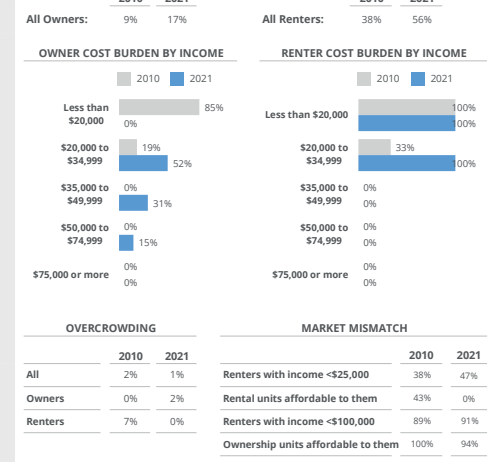 2010 2021 2010 2021
All Owners: 9% 17% All Renters: 38% 56%
OWNER COST BURDEN BY INCOME
2010 2021
Less than
$20,000
85%
0%
$20,000 to
$34,999
19%
52%
$35,000 to
$49,999
0%
31%
$50,000 to
$74,999
0%
15%
$75,000 or more
0%
0%
RENTER COST BURDEN BY INCOME
2010 2021
Less than $20,000
100%
100%
$20,000 to
$34,999
33%
100%
$35,000 to
$49,999
0%
0%
$50,000 to
$74,999
0%
0%
$75,000 or more
0%
0%
OVERCROWDING
2010 2021
All 2% 1%
Owners 0% 2%
Renters 7% 0%
MARKET MISMATCH
2010 2021
Renters with income <$25,000 38% 47%
Rental units affordable to them 43% 0%
Renters with income <$100,000 89% 91%
Ownership units affordable to them 100% 94%